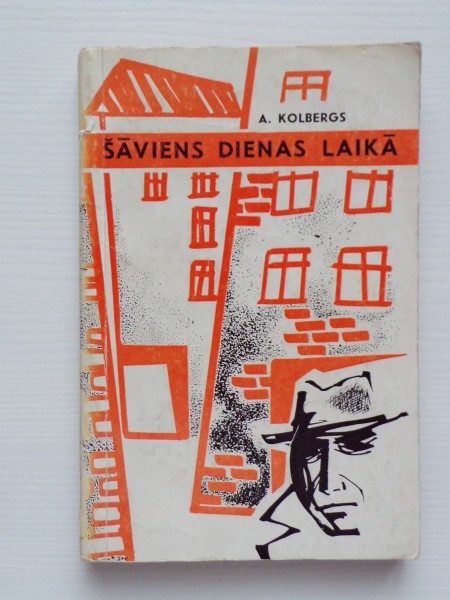 A. KOLBERGS
ŠĀVIENS DIENAS LAIKĀ